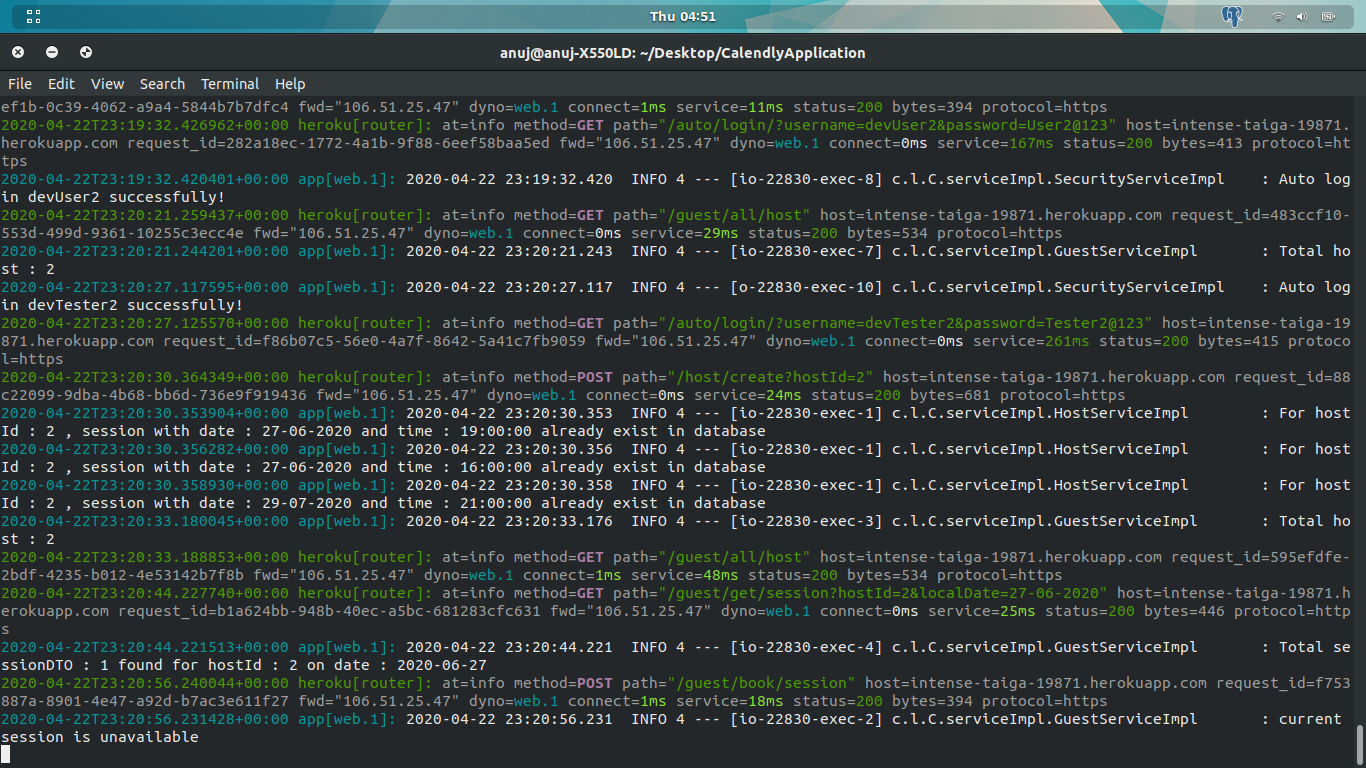 Thu 04:51
anuj@anuj-X550LD: ~/Desktop/CalendlyApplication
File Edit View Search Terminal Help
ef1b-0c39-4062-a9a4-5844b7b7dfc4 fwd="106.51.25.47" dyno=web.1 connect=1ms service=11ms status=200 bytes=394 protocol=https
2020-04-22T23:19:32.426962+00:00 heroku[router]: at=info method=GET path="/auto/login/?username=devUser2&password=User2@123" host=intense-taiga-19871.
herokuapp.com request_id=282a18ec-1772-4a1b-9f88-6eef58baa5ed fwd="106.51.25.47" dyno=web.1 connect=0ms service=167ms status=200 bytes=413 protocol=ht
tps
2020-04-22T23:19:32.420401+00:00 app[web.1]: 2020-04-22 23:19:32.420  INFO 4 --- [io-22830-exec-8] c.l.C.serviceImpl.SecurityServiceImpl    : Auto log
in devUser2 successfully!
2020-04-22T23:20:21.259437+00:00 heroku[router]: at=info method=GET path="/guest/all/host" host=intense-taiga-19871.herokuapp.com request_id=483ccf10-
553d-499d-9361-10255c3ecc4e fwd="106.51.25.47" dyno=web.1 connect=0ms service=29ms status=200 bytes=534 protocol=https
2020-04-22T23:20:21.244201+00:00 app[web.1]: 2020-04-22 23:20:21.243  INFO 4 --- [io-22830-exec-7] c.l.C.serviceImpl.GuestServiceImpl       : Total ho
st : 2
2020-04-22T23:20:27.117595+00:00 app[web.1]: 2020-04-22 23:20:27.117  INFO 4 --- [o-22830-exec-10] c.l.C.serviceImpl.SecurityServiceImpl    : Auto log
in devTester2 successfully!
2020-04-22T23:20:27.125570+00:00 heroku[router]: at=info method=GET path="/auto/login/?username=devTester2&password=Tester2@123" host=intense-taiga-19
871.herokuapp.com request_id=f86b07c5-56e0-4a7f-8642-5a41c7fb9059 fwd="106.51.25.47" dyno=web.1 connect=0ms service=261ms status=200 bytes=415 protoco
l=https
2020-04-22T23:20:30.364349+00:00 heroku[router]: at=info method=POST path="/host/create?hostId=2" host=intense-taiga-19871.herokuapp.com request_id=88
c22099-9dba-4b68-bb6d-736e9f919436 fwd="106.51.25.47" dyno=web.1 connect=0ms service=24ms status=200 bytes=681 protocol=https
2020-04-22T23:20:30.353904+00:00 app[web.1]: 2020-04-22 23:20:30.353  INFO 4 --- [io-22830-exec-1] c.l.C.serviceImpl.HostServiceImpl        : For host
Id : 2 , session with date : 27-06-2020 and time : 19:00:00 already exist in database
2020-04-22T23:20:30.356282+00:00 app[web.1]: 2020-04-22 23:20:30.356  INFO 4 --- [io-22830-exec-1] c.l.C.serviceImpl.HostServiceImpl        : For host
Id : 2 , session with date : 27-06-2020 and time : 16:00:00 already exist in database
2020-04-22T23:20:30.358930+00:00 app[web.1]: 2020-04-22 23:20:30.358  INFO 4 --- [io-22830-exec-1] c.l.C.serviceImpl.HostServiceImpl        : For host
Id : 2 , session with date : 29-07-2020 and time : 21:00:00 already exist in database
2020-04-22T23:20:33.180045+00:00 app[web.1]: 2020-04-22 23:20:33.176  INFO 4 --- [io-22830-exec-3] c.l.C.serviceImpl.GuestServiceImpl       : Total ho
st : 2
2020-04-22T23:20:33.188853+00:00 heroku[router]: at=info method=GET path="/guest/all/host" host=intense-taiga-19871.herokuapp.com request_id=595efdfe-
2bdf-4235-b012-4e53142b7f8b fwd="106.51.25.47" dyno=web.1 connect=1ms service=48ms status=200 bytes=534 protocol=https
2020-04-22T23:20:44.227740+00:00 heroku[router]: at=info method=GET path="/guest/get/session?hostId=2&localDate=27-06-2020" host=intense-taiga-19871.h
erokuapp.com request_id=b1a624bb-948b-40ec-a5bc-681283cfc631 fwd="106.51.25.47" dyno=web.1 connect=0ms service=25ms status=200 bytes=446 protocol=http
s
2020-04-22T23:20:44.221513+00:00 app[web.1]: 2020-04-22 23:20:44.221  INFO 4 --- [io-22830-exec-4] c.l.C.serviceImpl.GuestServiceImpl       : Total se
ssionDTO : 1 found for hostId : 2 on date : 2020-06-27
2020-04-22T23:20:56.240044+00:00 heroku[router]: at=info method=POST path="/guest/book/session" host=intense-taiga-19871.herokuapp.com request_id=f753
887a-8901-4e47-a92d-b7ac3e611f27 fwd="106.51.25.47" dyno=web.1 connect=1ms service=18ms status=200 bytes=394 protocol=https
2020-04-22T23:20:56.231428+00:00 app[web.1]: 2020-04-22 23:20:56.231  INFO 4 --- [io-22830-exec-2] c.l.C.serviceImpl.GuestServiceImpl       : current
session is unavailable